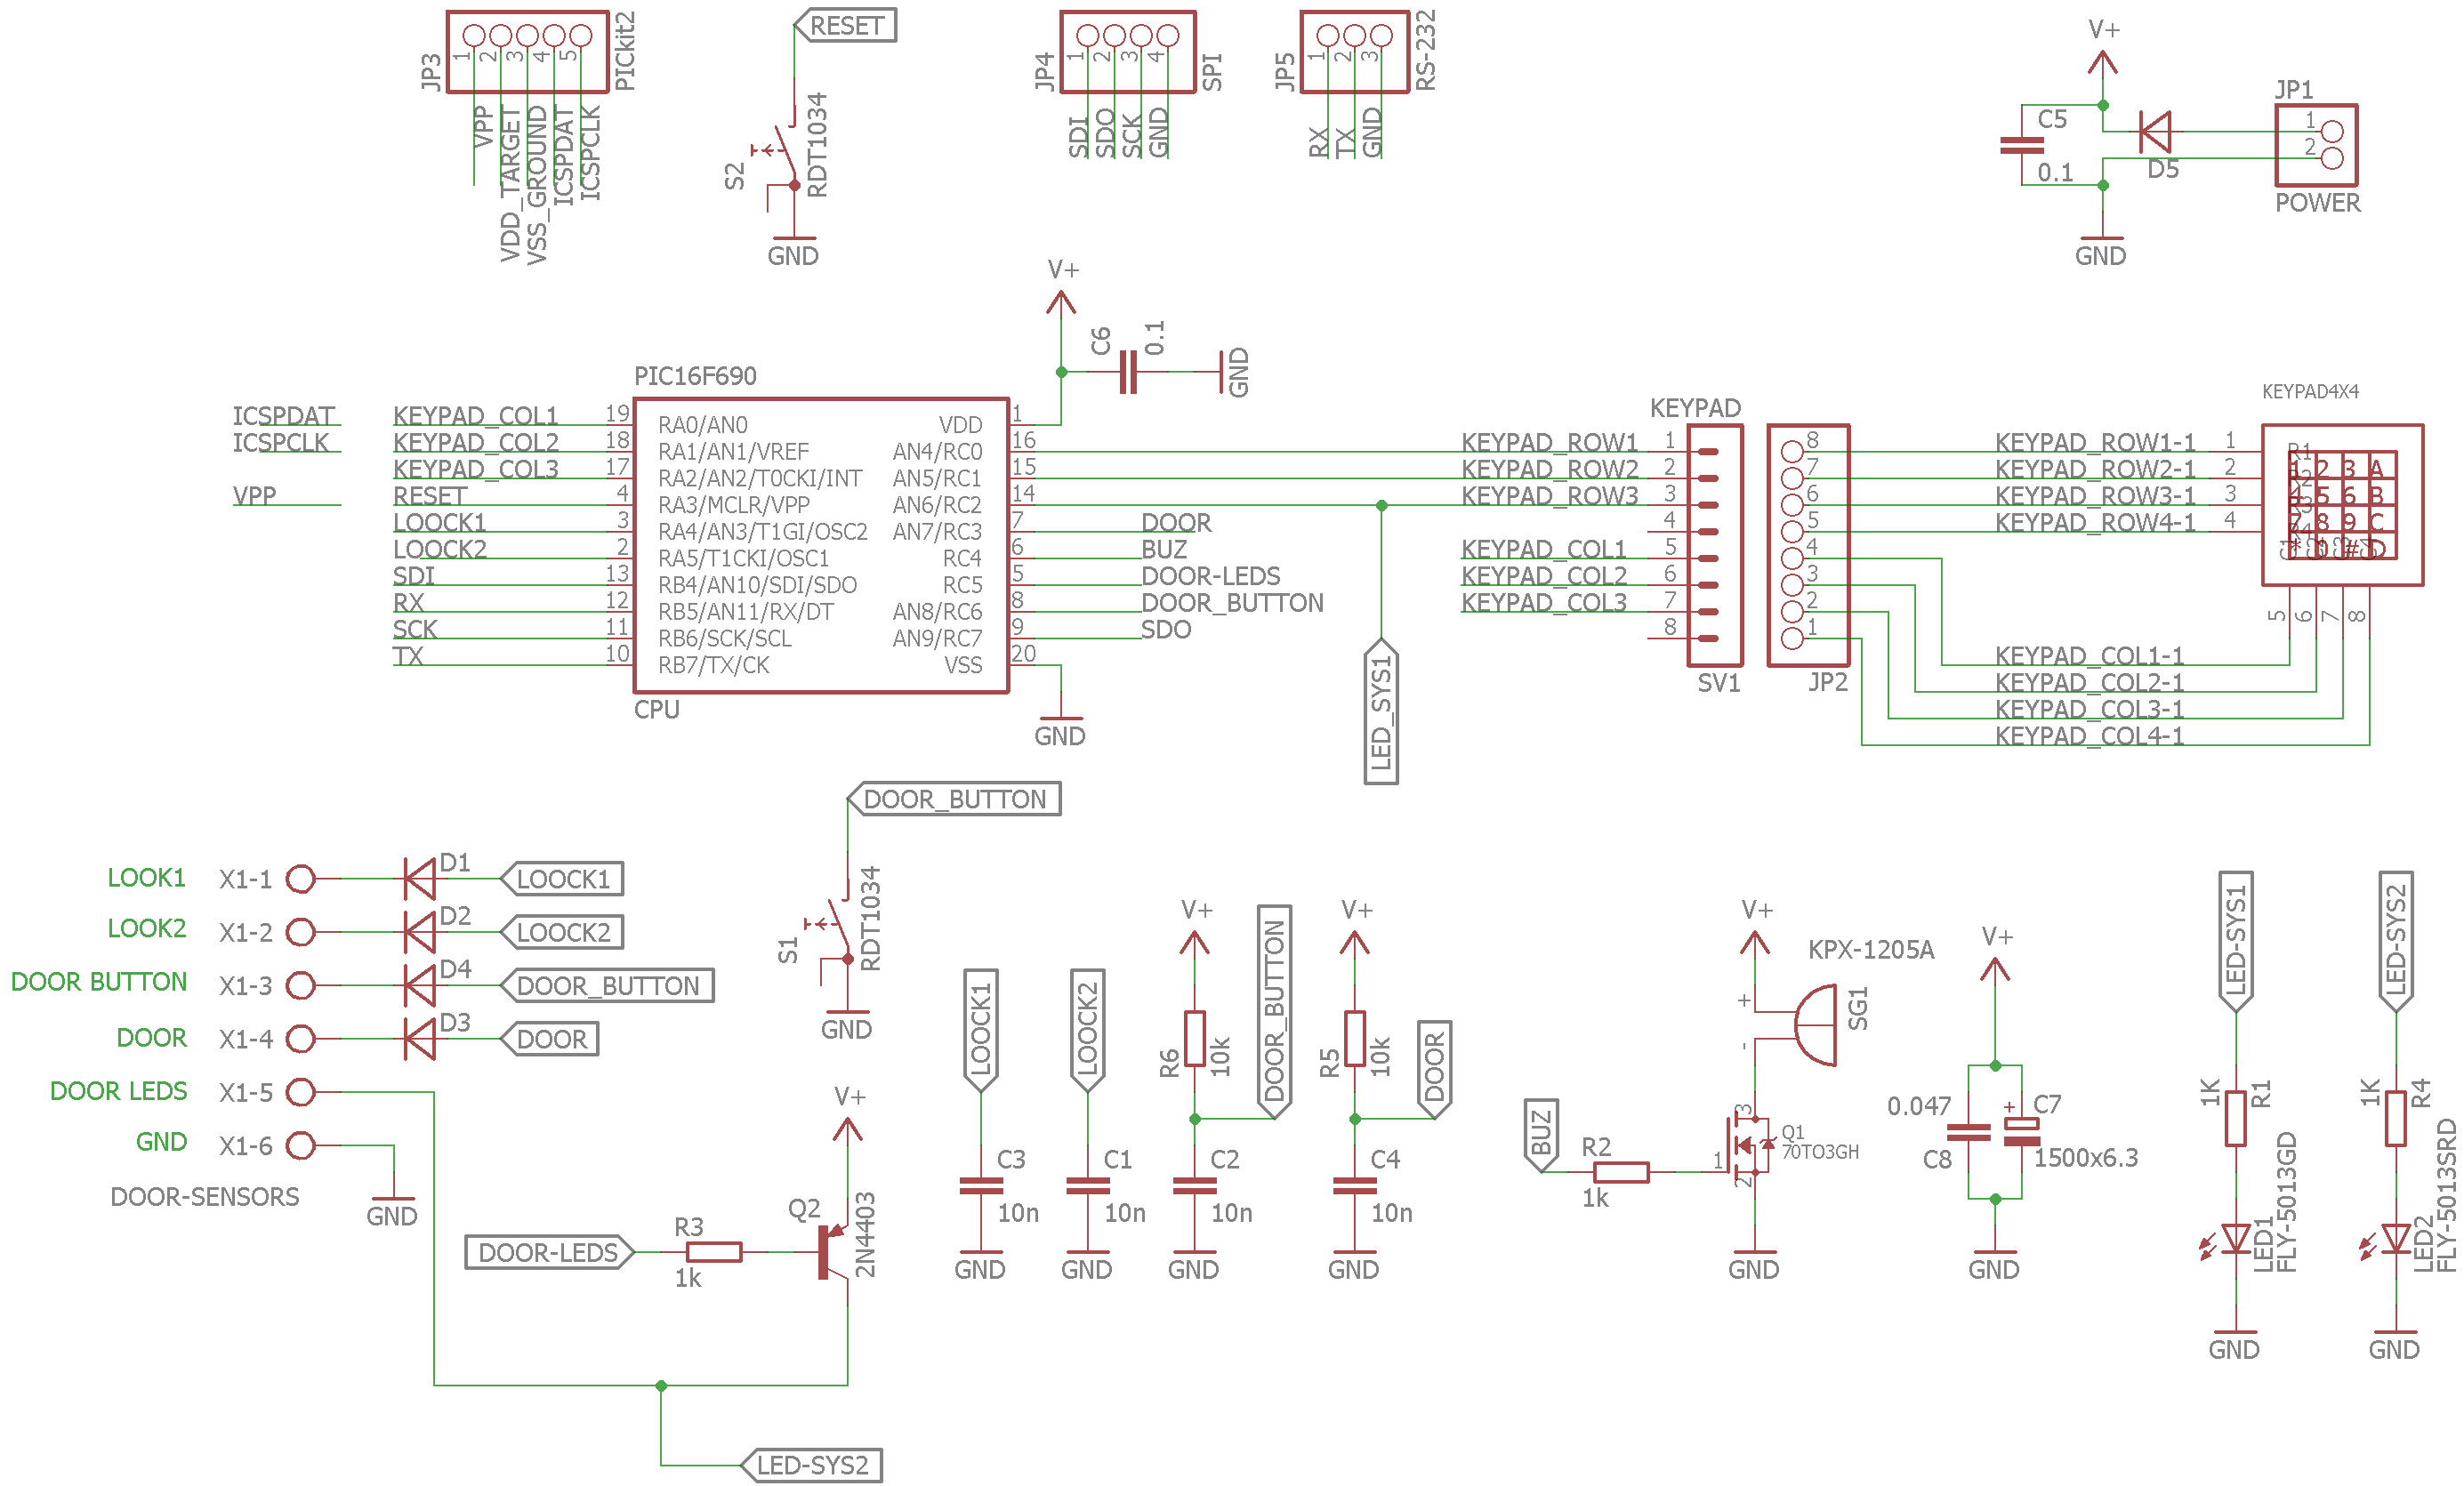 JP3
1
2
3
4
5
PICkit2
VPP
VDD_TARGET
VSS_GROUND
ICSPDAT
ICSPCLK
RESET
S2
RDT1034
GND
JP4
1
2
3
4
SPI
SDI
SDO
SCK
GND
JP5
1
2
3
RS-232
RX
TX
GND
V+
C5
0.1
D5
JP1
1
2
POWER
GND
V+
C6
0.1
GND
PIC16F690
ICSPDAT
KEYPAD_COL1
19
RA0/AN0
VDD
1
ICSPCLK
KEYPAD_COL2
18
RA1/AN1/VREF
AN4/RC0
16
KEYPAD_COL3
17
RA2/AN2/T0CKI/INT
AN5/RC1
15
VPP
RESET
4
RA3/MCLR/VPP
AN6/RC2
14
LOOCK1
3
RA4/AN3/T1GI/OSC2
AN7/RC3
7
DOOR
LOOCK2
2
RA5/T1CKI/OSC1
RC4
6
BUZ
SDI
13
RB4/AN10/SDI/SDO
RC5
5
DOOR-LEDS
RX
12
RB5/AN11/RX/DT
AN8/RC6
8
DOOR_BUTTON
SCK
11
RB6/SCK/SCL
AN9/RC7
9
SDO
TX
10
RB7/TX/CK
VSS
20
CPU
GND
LED_SYS1
KEYPAD
KEYPAD_ROW1
1
KEYPAD_ROW2
2
KEYPAD_ROW3
3
4
KEYPAD_COL1
5
KEYPAD_COL2
6
KEYPAD_COL3
7
8
SV1
8
7
6
5
4
3
2
1
JP2
KEYPAD4X4
KEYPAD_ROW1-1
1
KEYPAD_ROW2-1
2
KEYPAD_ROW3-1
3
KEYPAD_ROW4-1
4
R1
1 2 3 A
4 5 6 B
7 8 9 C
* 0 # D
5
6
7
8
KEYPAD_COL1-1
KEYPAD_COL2-1
KEYPAD_COL3-1
KEYPAD_COL4-1
LOOK1
X1-1
D1
LOOCK1
LOOK2
X1-2
D2
LOOCK2
DOOR BUTTON
X1-3
D4
DOOR_BUTTON
DOOR
X1-4
D3
DOOR
DOOR LEDS
X1-5
GND
X1-6
DOOR-SENSORS
GND
DOOR_BUTTON
S1
RDT1034
GND
V+
Q2
2N4403
DOOR-LEDS
R3
1k
LED-SYS2
LOOCK1
C3
10n
GND
LOOCK2
C1
10n
GND
V+
R6
10k
DOOR_BUTTON
C2
10n
GND
V+
R5
10k
DOOR
C4
10n
GND
V+
KPX-1205A
+
-
SG1
BUZ
R2
1k
3
1
2
Q1
70TO3GH
GND
V+
0.047
C8
+
C7
1500x6.3
GND
LED-SYS1
1K
R1
LED1
FLY-5013GD
GND
LED-SYS2
1K
R4
LED2
FLY-5013SRD
GND